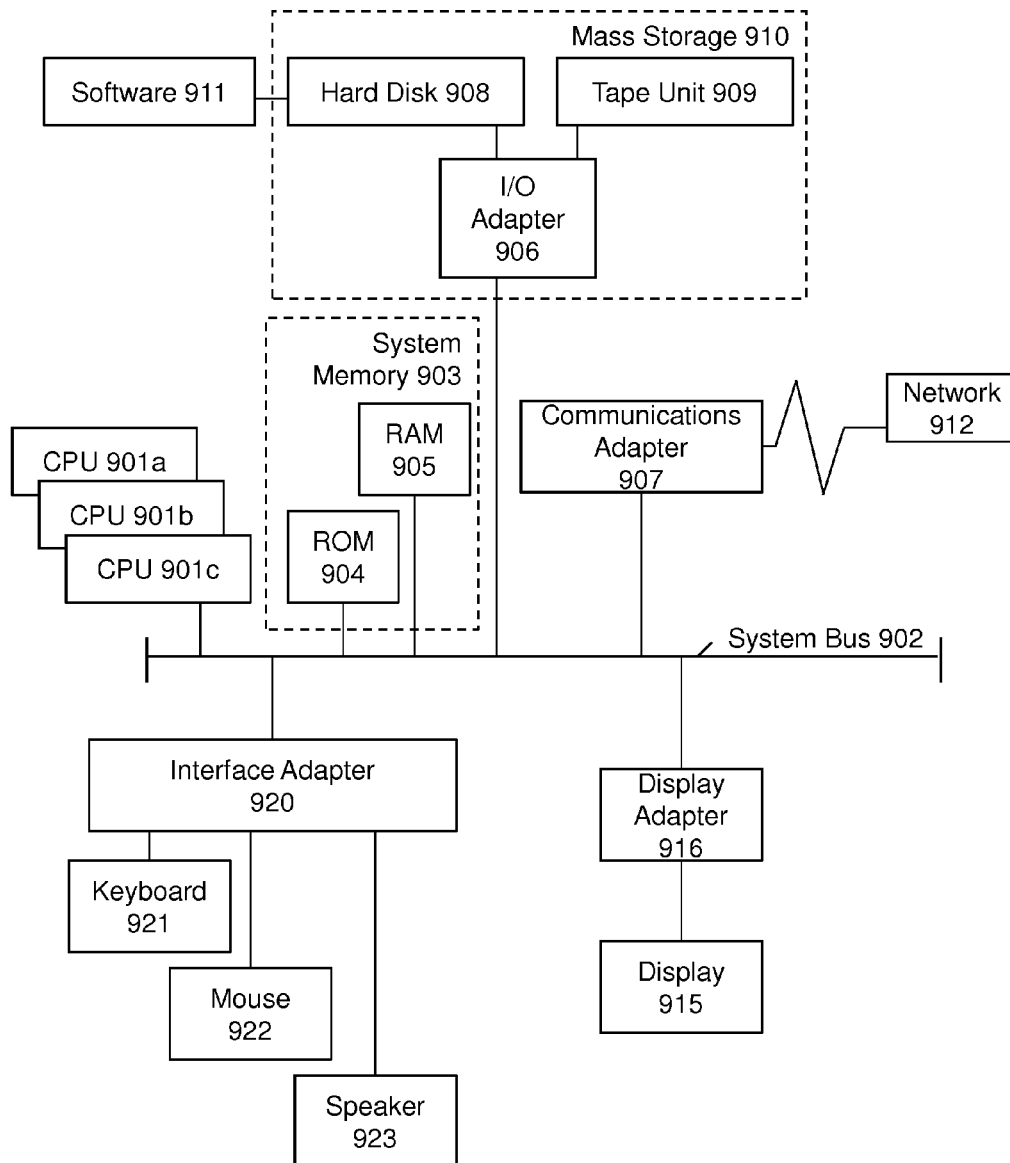 Mass Storage 910
Software 911
Hard Disk 908
Tape Unit 909
I/O
Adapter
906
System
Memory 903
RAM
905
ROM
904
CPU 901a
CPU 901b
CPU 901c
Communications
Adapter
907
Network
912
System Bus 902
Interface Adapter
920
Keyboard
921
Mouse
922
Speaker
923
Display
Adapter
916
Display
915